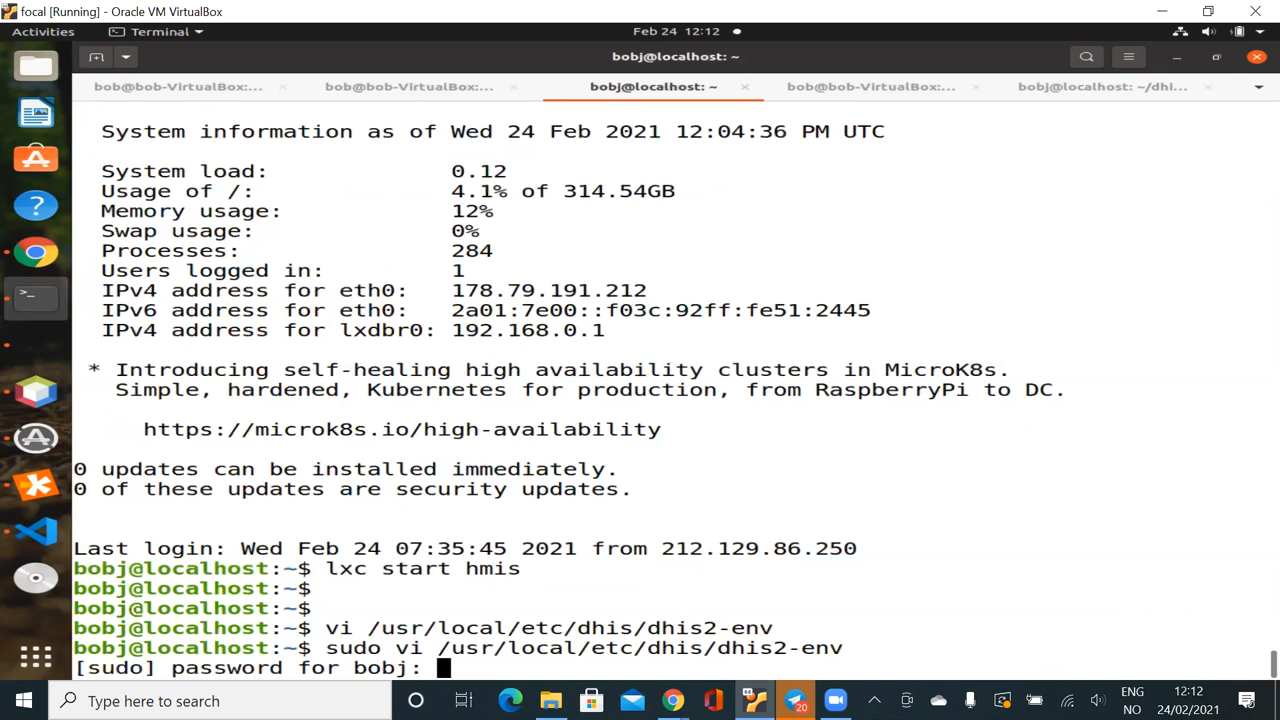 focal [Running] - Oracle VM VirtualBox
Activities
Terminal
Feb 24 12:12
bobj@localhost: ~
bob@bob-VirtualBox:...
bob@bob-VirtualBox:...
bobj@localhost: ~
bob@bob-VirtualBox:...
bobj@localhost: ~/dhi...
System information as of Wed 24 Feb 2021 12:04:36 PM UTC
System load: 0.12
Usage of /: 4.1% of 314.54GB
Memory usage: 12%
Swap usage: 0%
Processes: 284
Users logged in: 1
IPv4 address for eth0: 178.79.191.212
IPv6 address for eth0: 2a01:7e00::f03c:92ff:fe51:2445
IPv4 address for lxdbr0: 192.168.0.1
* Introducing self-healing high availability clusters in MicroK8s.
Simple, hardened, Kubernetes for production, from RaspberryPi to DC.
https://microk8s.io/high-availability
0 updates can be installed immediately.
0 of these updates are security updates.
Last login: Wed Feb 24 07:35:45 2021 from 212.129.86.250
bobj@localhost:~$ lxc start hmis
bobj@localhost:~$
bobj@localhost:~$
bobj@localhost:~$ vi /usr/local/etc/dhis/dhis2-env
bobj@localhost:~$ sudo vi /usr/local/etc/dhis/dhis2-env
[sudo] password for bobj:
Type here to search
20
ENG
NO
12:12
24/02/2021